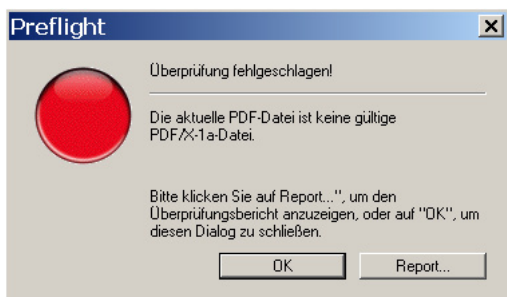 Preflight
Überprüfung fehlgeschlagen!
Die aktuelle PDF-Datei ist keine gültige
PDF/X-1a-Datei.
Bitte klicken Sie auf Report...", um den
Überprüfungsbericht anzuzeigen, oder auf "OK", um
diesen Dialog zu schließen.
OK
Report...